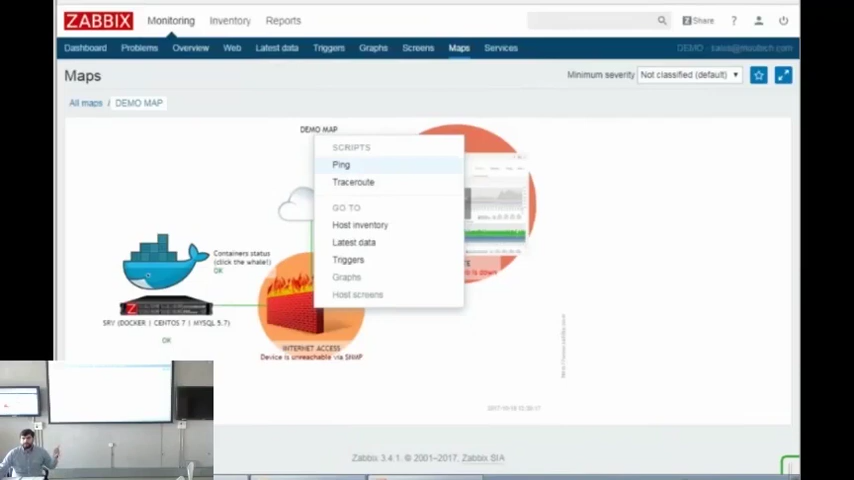 ZABBIX Monitoring Inventory Reports Share ?
Dashboard Problems Overview Web Latest data Triggers Graphs Screens Maps Services DEMO
Maps
Minimum severity Not classified (default)
All maps / DEMO MAP
DEMO MAP
SCRIPTS
Ping
Traceroute
GO TO
Host inventory
Latest data
Triggers
Graphs
Host screens
Containers status
(click the whale!)
OK
is down
Z
SRV (DOCKER | CENTOS 7 | MYSQL 5.7)
OK
INTERNET ACCESS
Device is unreachable via SNMP
Zabbix 3.4.1. © 2001–2017, Zabbix SIA